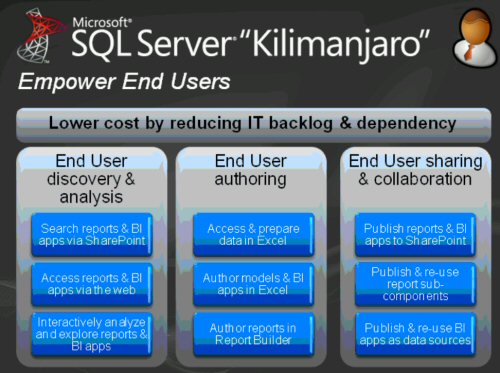 Microsoft®
SQL Server® "Kilimanjaro"
Empower End Users
Lower cost by reducing IT backlog & dependency
End User
discovery &
analysis
Search reports & BI
apps via SharePoint
Access reports & BI
apps via the web
Interactively analyze
and explore reports &
BI apps
End User
authoring
Access & prepare
data in Excel
Author models & BI
apps in Excel
Author reports in
Report Builder
End User sharing
& collaboration
Publish reports & BI
apps to SharePoint
Publish & re-use
report sub-
components
Publish & re-use BI
apps as data sources